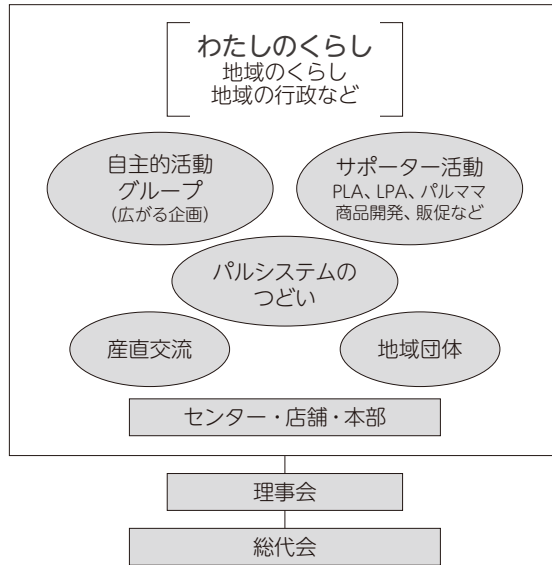 わたしのくらし
地域のくらし
地域の行政など
自主的活動
グループ
(広がる企画)
サポーター活動
PLA、LPA、パルママ
商品開発、販促など
パルシステムの
つどい
産直交流
地域団体
センター・店舗・本部
理事会
総代会